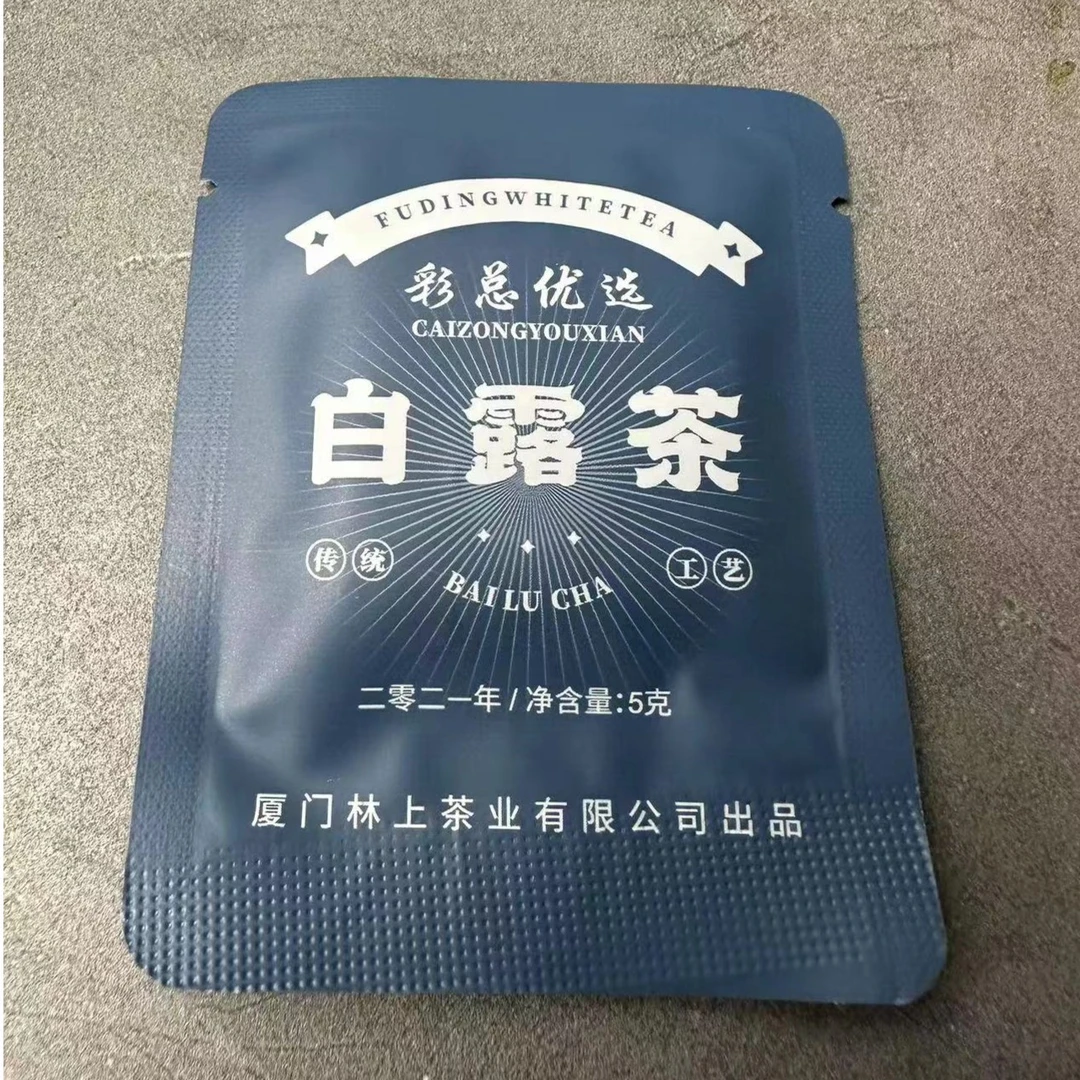 FUDINGWHITETEA
彩总优选
CAIZONGYOUXIAN
白露茶
传统 工艺
BAI LU CHA
二零二一年 / 净含量:5克
厦门林上茶业有限公司出品